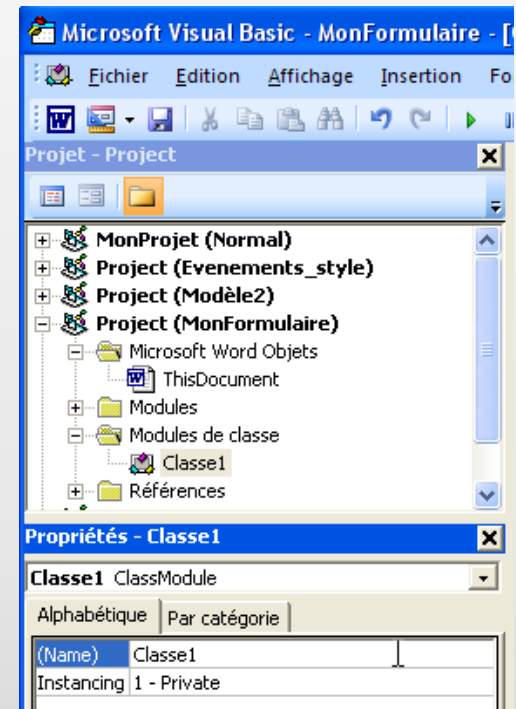 Microsoft Visual Basic - MonFormulaire - [
Fichier Edition Affichage Insertion Fo
Projet - Project
MonProjet (Normal)
Project (Evenements_style)
Project (Modèle2)
Project (MonFormulaire)
Microsoft Word Objets
ThisDocument
Modules
Modules de classe
Classe1
Références
Propriétés - Classe1
Classe1 ClassModule
Alphabétique Par catégorie
(Name) Classe1
Instancing 1 - Private